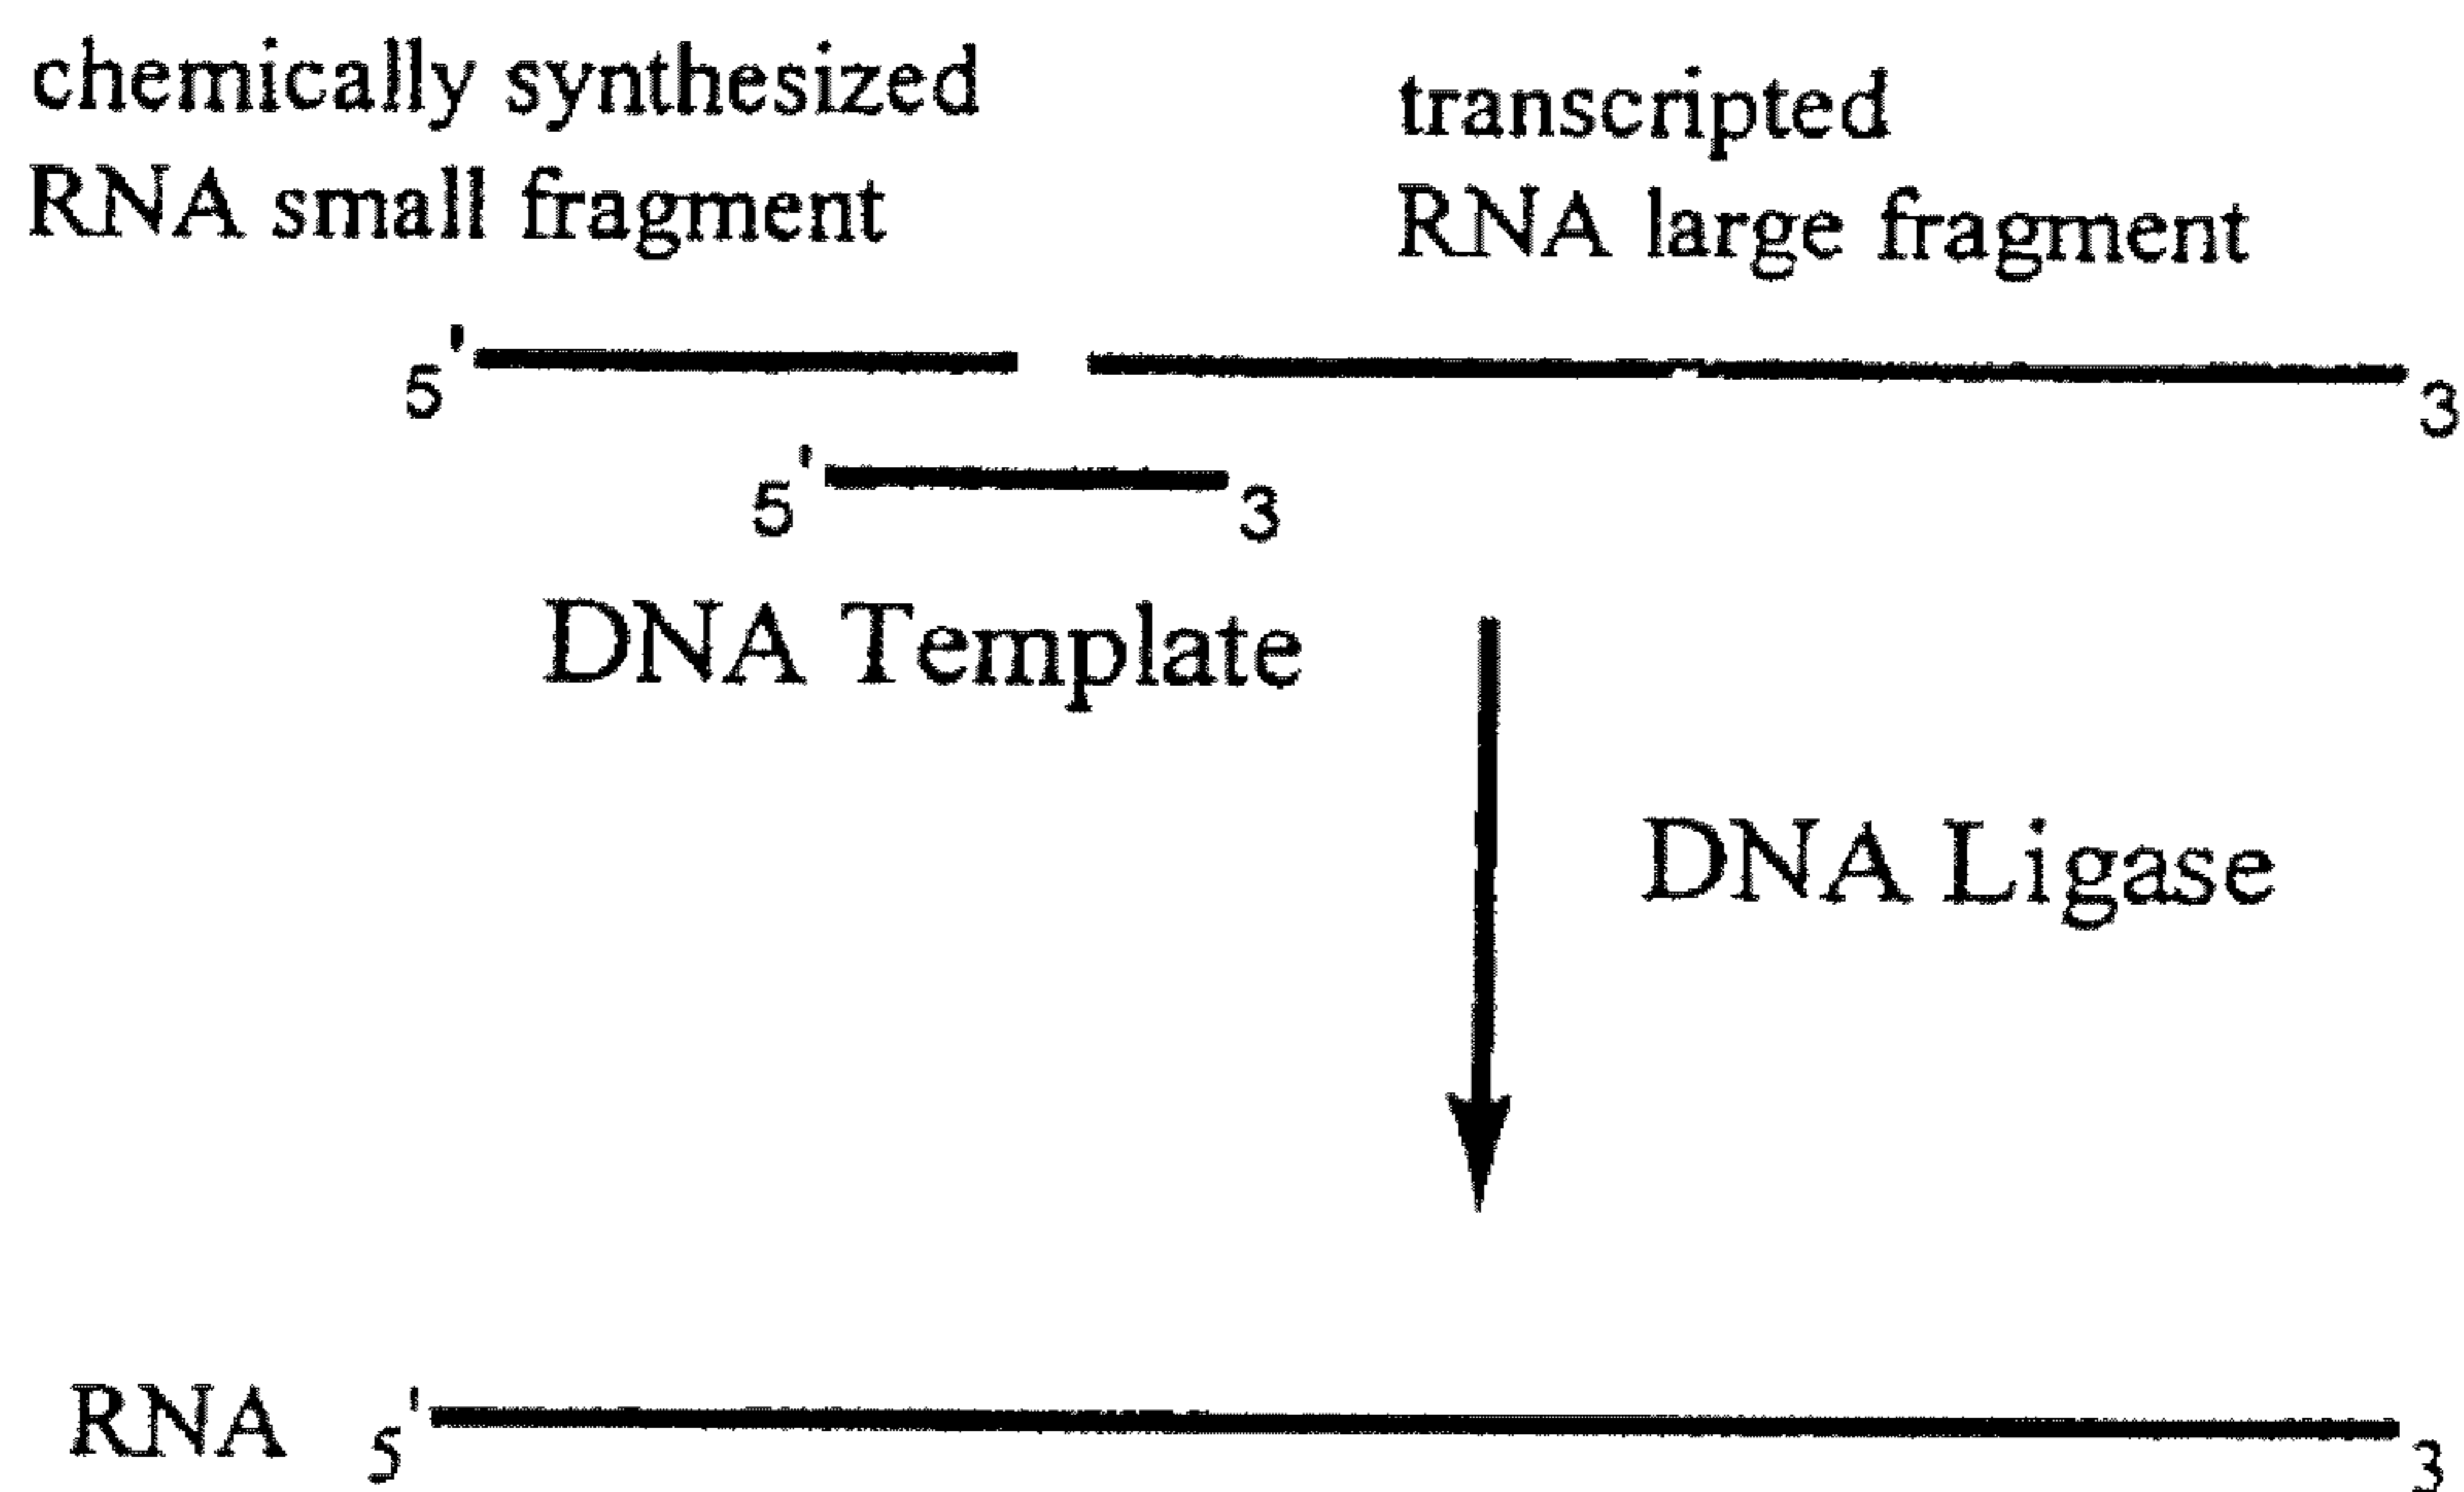 chemically synthesized
RNA small fragment
transcripted
RNA large fragment
5' 3
5' 3
DNA Template
DNA Ligase
RNA 5' 3